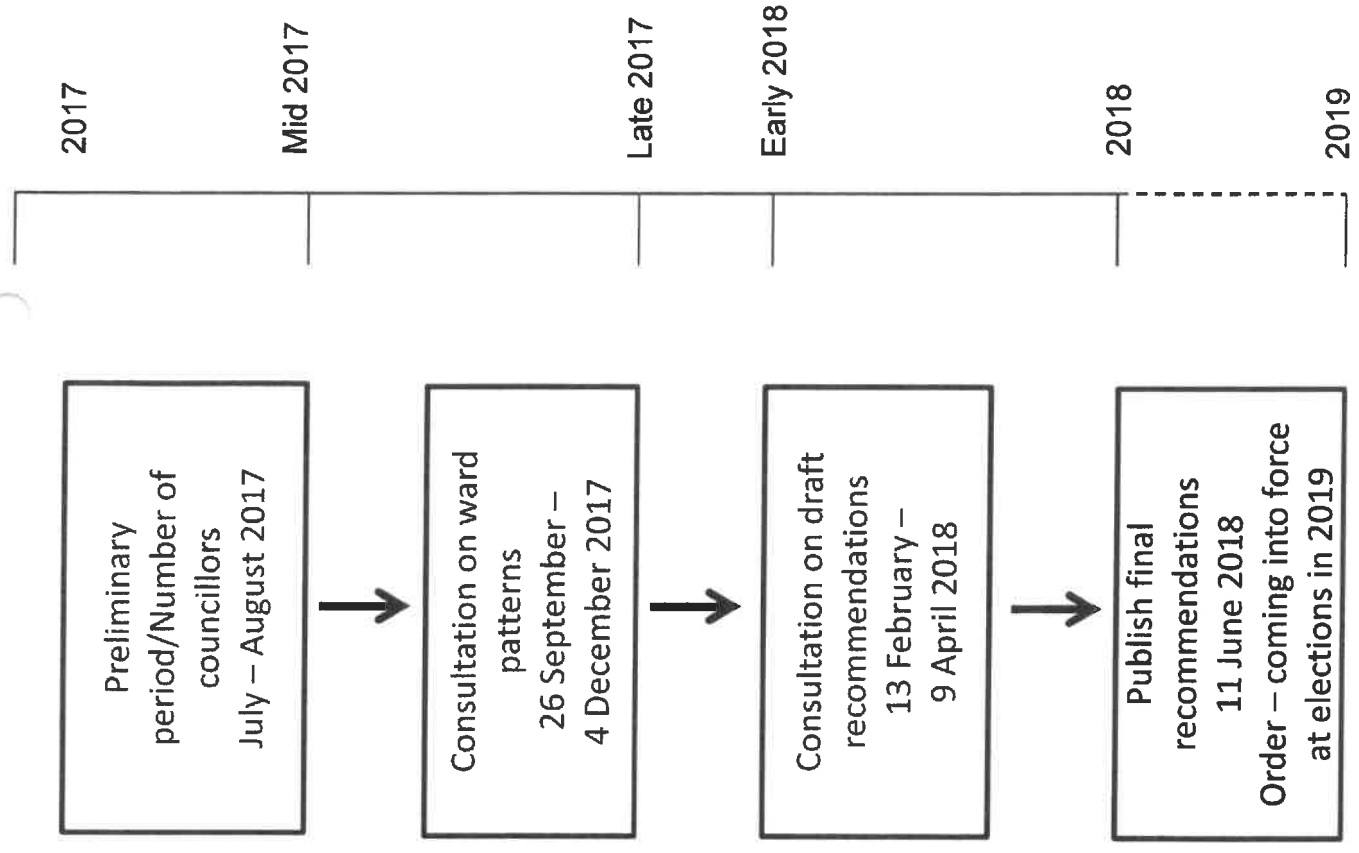 Preliminary
period/Number of
councillors
July – August 2017
Consultation on ward
patterns
26 September –
4 December 2017
Consultation on draft
recommendations
13 February –
9 April 2018
Publish final
recommendations
11 June 2018
Order – coming into force
at elections in 2019
2017
Mid 2017
Late 2017
Early 2018
2018
2019